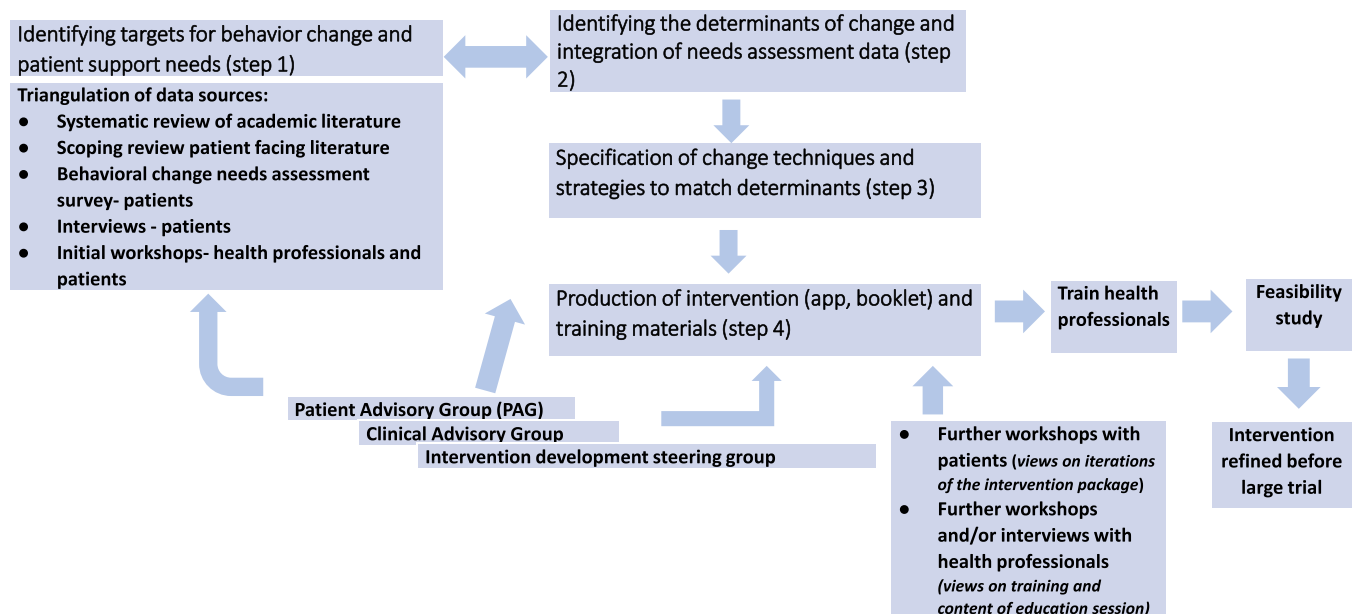 Identifying targets for behavior change and
patient support needs (step 1)
Triangulation of data sources:
● Systematic review of academic literature
● Scoping review patient facing literature
● Behavioral change needs assessment
survey- patients
● Interviews - patients
● Initial workshops- health professionals and
patients
Identifying the determinants of change and
integration of needs assessment data (step
2)
Specification of change techniques and
strategies to match determinants (step 3)
Production of intervention (app, booklet) and
training materials (step 4)
Train health
professionals
Feasibility
study
Intervention
refined before
large trial
Patient Advisory Group (PAG)
Clinical Advisory Group
Intervention development steering group
● Further workshops with
patients (views on iterations
of the intervention package)
● Further workshops
and/or interviews with
health professionals
(views on training and
content of education session)